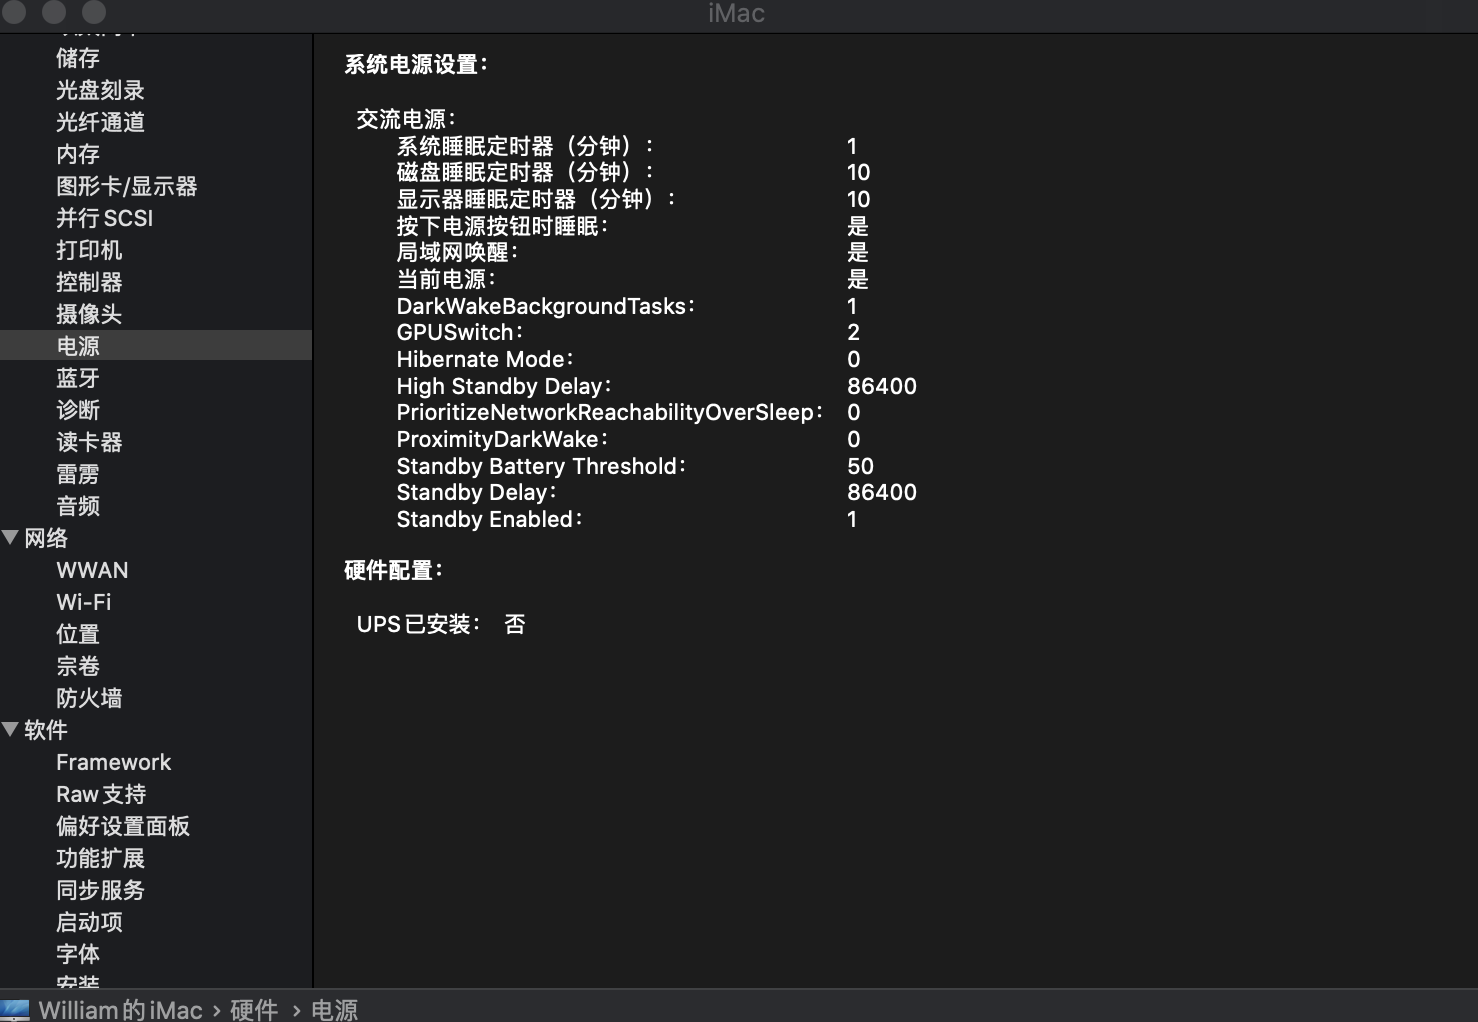 iMac
储存
光盘刻录
光纤通道
内存
图形卡/显示器
并行 SCSI
打印机
控制器
摄像头
电源
蓝牙
诊断
读卡器
雷雳
音频
网络
WWAN
Wi-Fi
位置
宗卷
防火墙
软件
Framework
Raw 支持
偏好设置面板
功能扩展
同步服务
启动项
字体
安装
系统电源设置：
交流电源：
系统睡眠定时器（分钟）： 1
磁盘睡眠定时器（分钟）： 10
显示器睡眠定时器（分钟）： 10
按下电源按钮时睡眠： 是
局域网唤醒： 是
当前电源： 是
DarkWakeBackgroundTasks： 1
GPUSwitch： 2
Hibernate Mode： 0
High Standby Delay： 86400
PrioritizeNetworkReachabilityOverSleep： 0
ProximityDarkWake： 0
Standby Battery Threshold： 50
Standby Delay： 86400
Standby Enabled： 1
硬件配置：
UPS 已安装： 否
William的 iMac › 硬件 › 电源